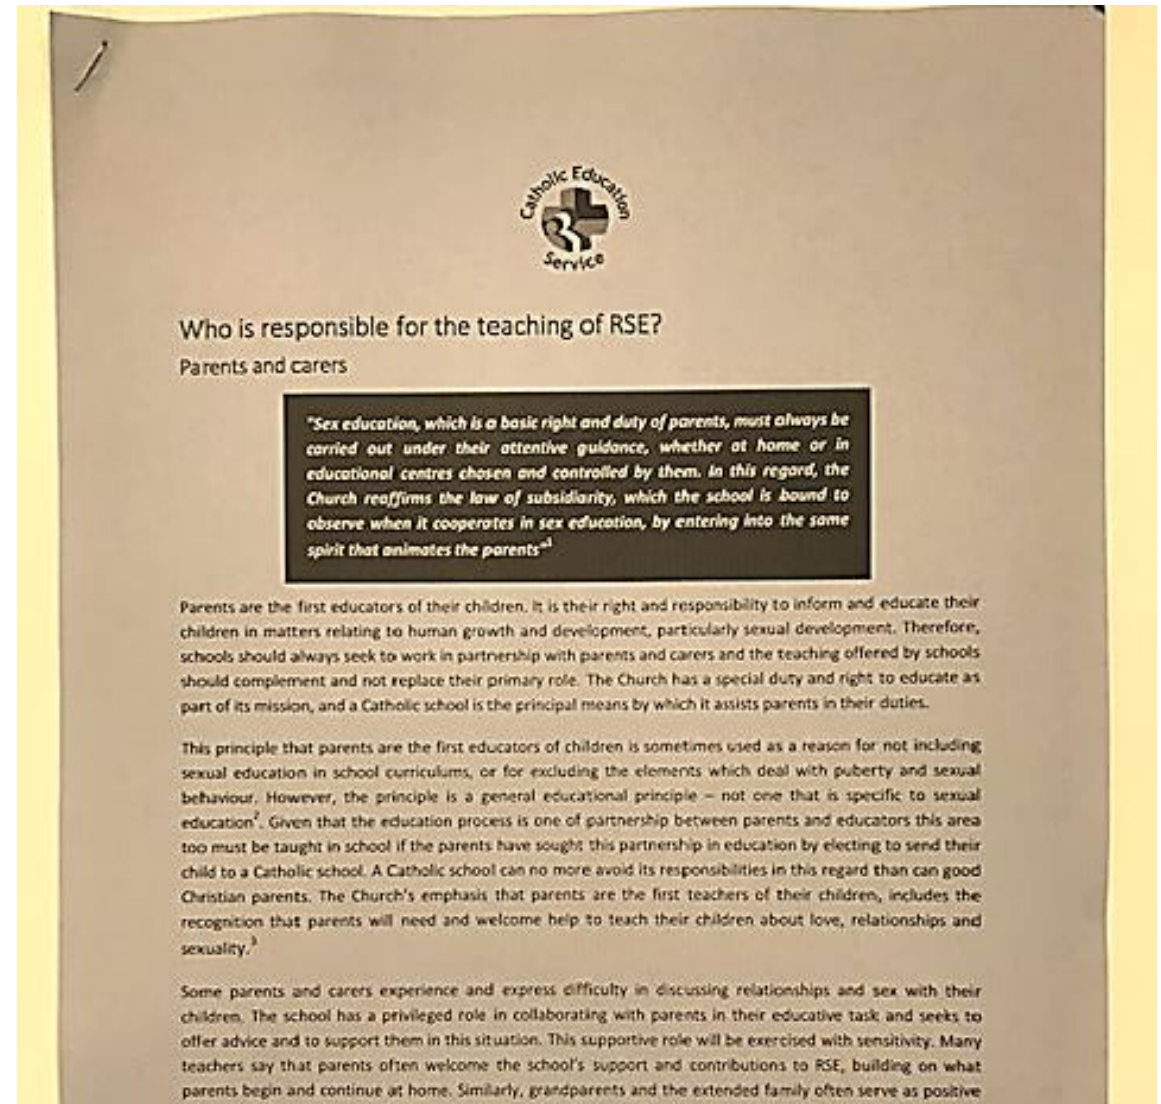 Catholic Education
Service
Who is responsible for the teaching of RSE?
Parents and carers
"Sex education, which is a basic right and duty of parents, must always be
carried out under their attentive guidance, whether at home or in
educational centres chosen and controlled by them. In this regard, the
Church reaffirms the law of subsidiarity, which the school is bound to
observe when it cooperates in sex education, by entering into the same
spirit that animates the parents"¹
Parents are the first educators of their children. It is their right and responsibility to inform and educate their
children in matters relating to human growth and development, particularly sexual development. Therefore,
schools should always seek to work in partnership with parents and carers and the teaching offered by schools
should complement and not replace their primary role. The Church has a special duty and right to educate as
part of its mission, and a Catholic school is the principal means by which it assists parents in their duties.
This principle that parents are the first educators of children is sometimes used as a reason for not including
sexual education in school curriculums, or for excluding the elements which deal with puberty and sexual
behaviour. However, the principle is a general educational principle – not one that is specific to sexual
education². Given that the education process is one of partnership between parents and educators this area
too must be taught in school if the parents have sought this partnership in education by electing to send their
child to a Catholic school. A Catholic school can no more avoid its responsibilities in this regard than can good
Christian parents. The Church's emphasis that parents are the first teachers of their children, includes the
recognition that parents will need and welcome help to teach their children about love, relationships and
sexuality.³
Some parents and carers experience and express difficulty in discussing relationships and sex with their
children. The school has a privileged role in collaborating with parents in their educative task and seeks to
offer advice and to support them in this situation. This supportive role will be exercised with sensitivity. Many
teachers say that parents often welcome the school's support and contributions to RSE, building on what
parents begin and continue at home. Similarly, grandparents and the extended family often serve as positive